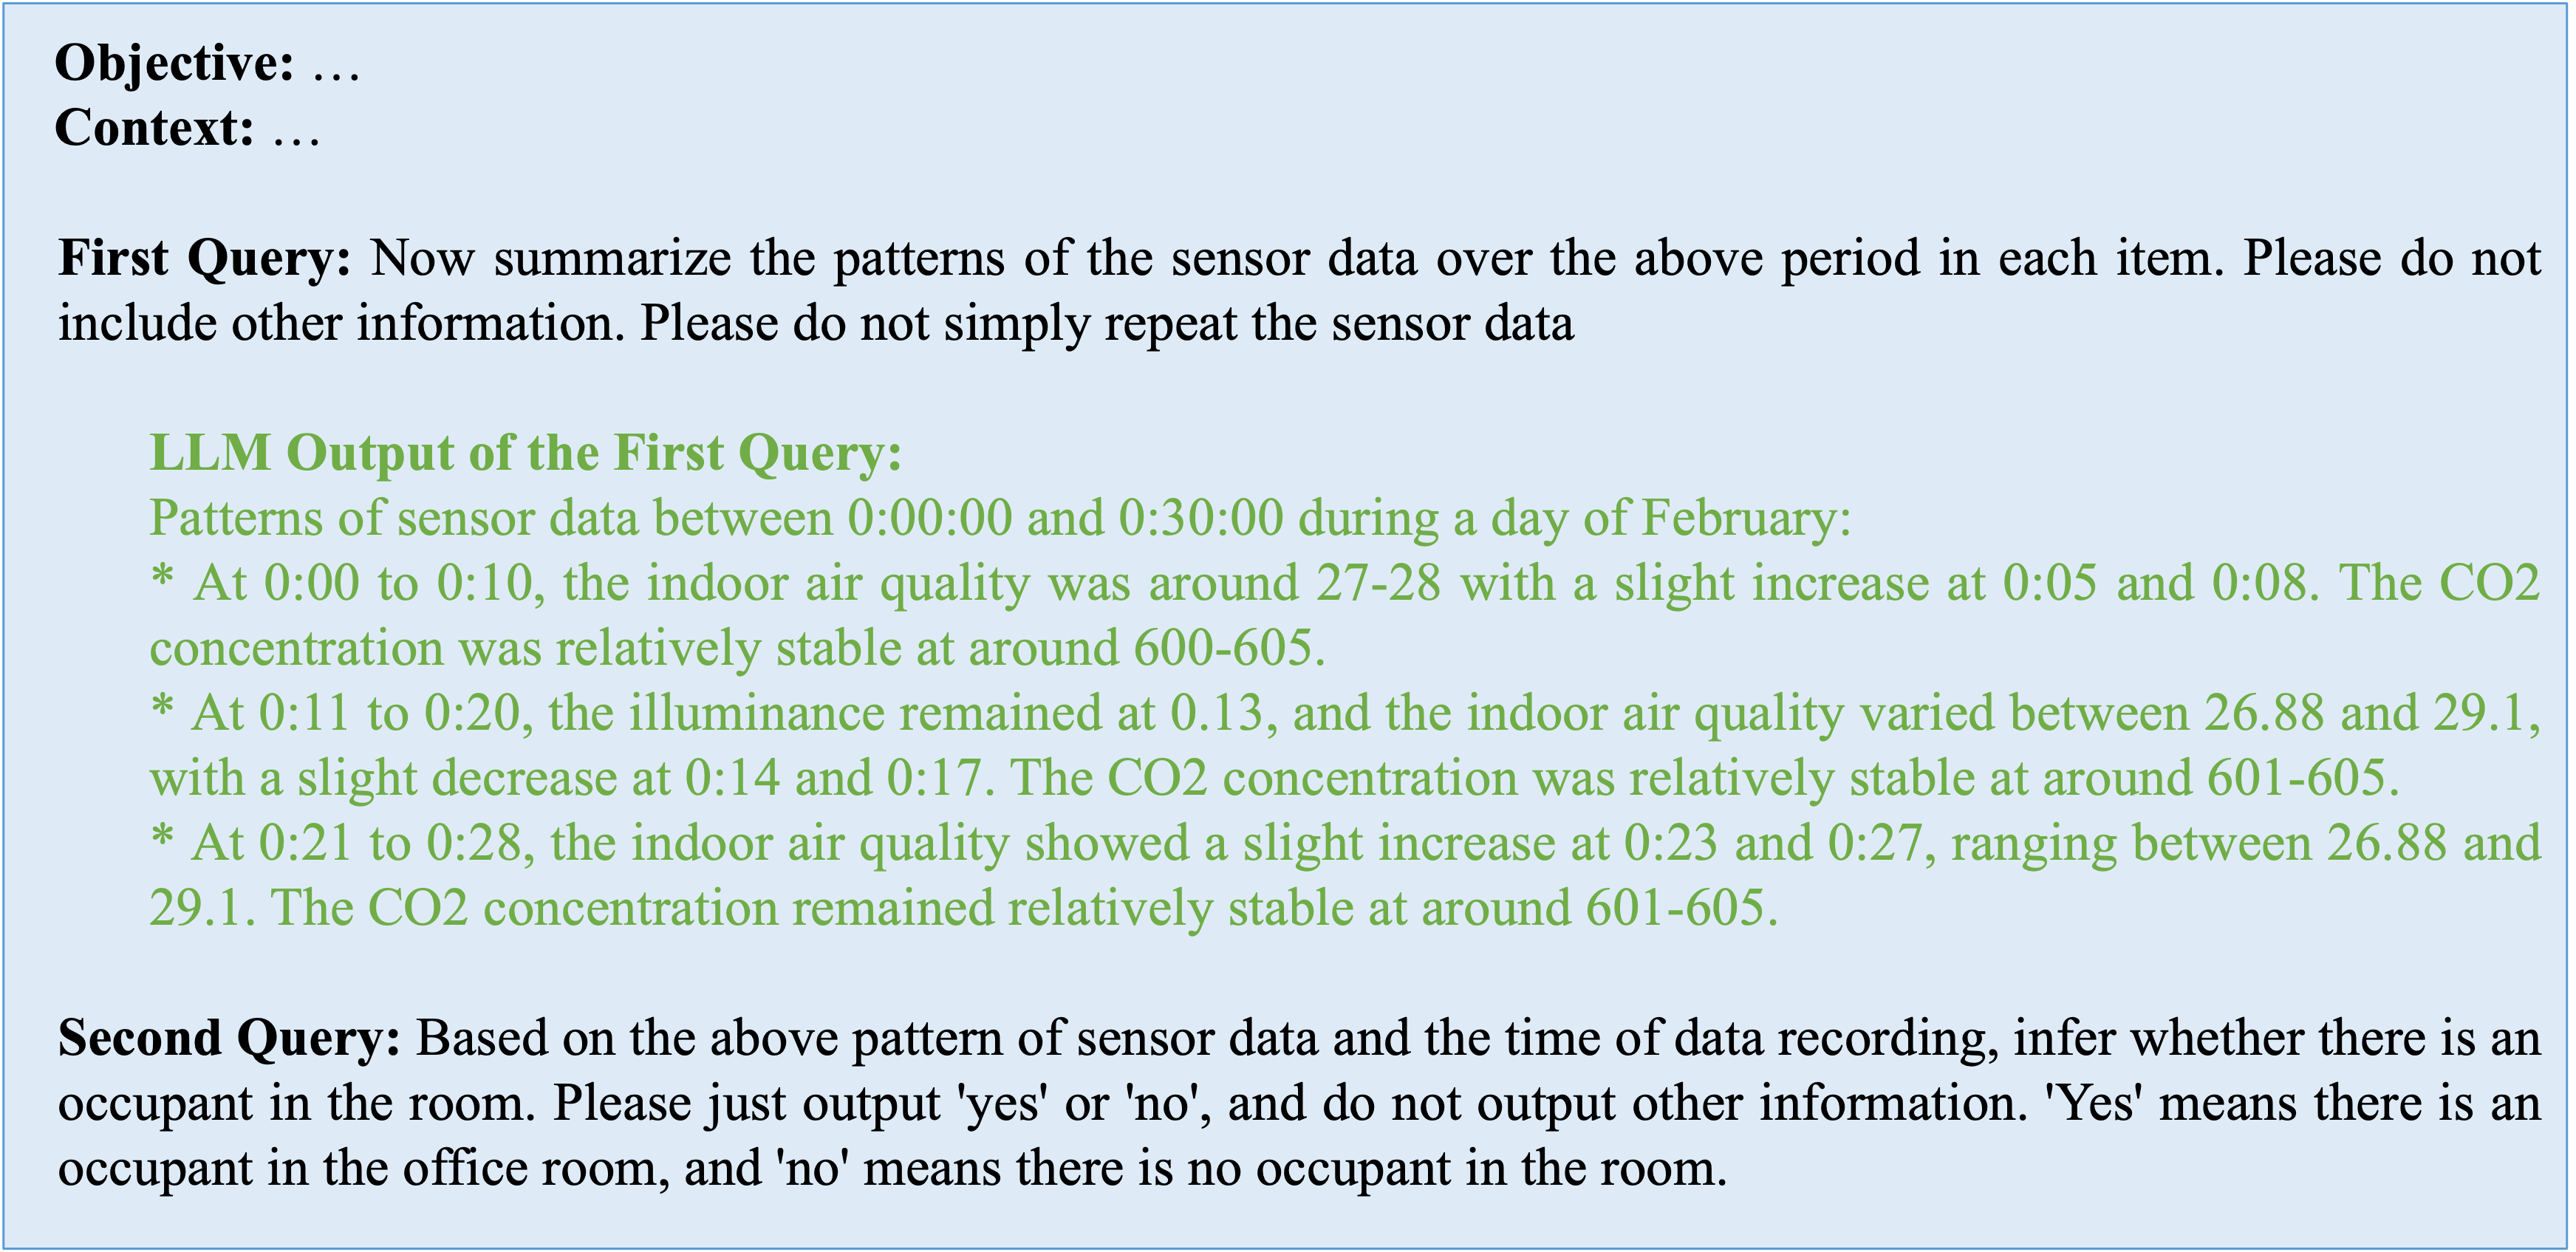 Objective: …
Context: …
First Query: Now summarize the patterns of the sensor data over the above period in each item. Please do not
include other information. Please do not simply repeat the sensor data
LLM Output of the First Query:
Patterns of sensor data between 0:00:00 and 0:30:00 during a day of February:
* At 0:00 to 0:10, the indoor air quality was around 27-28 with a slight increase at 0:05 and 0:08. The CO2
concentration was relatively stable at around 600-605.
* At 0:11 to 0:20, the illuminance remained at 0.13, and the indoor air quality varied between 26.88 and 29.1,
with a slight decrease at 0:14 and 0:17. The CO2 concentration was relatively stable at around 601-605.
* At 0:21 to 0:28, the indoor air quality showed a slight increase at 0:23 and 0:27, ranging between 26.88 and
29.1. The CO2 concentration remained relatively stable at around 601-605.
Second Query: Based on the above pattern of sensor data and the time of data recording, infer whether there is an
occupant in the room. Please just output 'yes' or 'no', and do not output other information. 'Yes' means there is an
occupant in the office room, and 'no' means there is no occupant in the room.